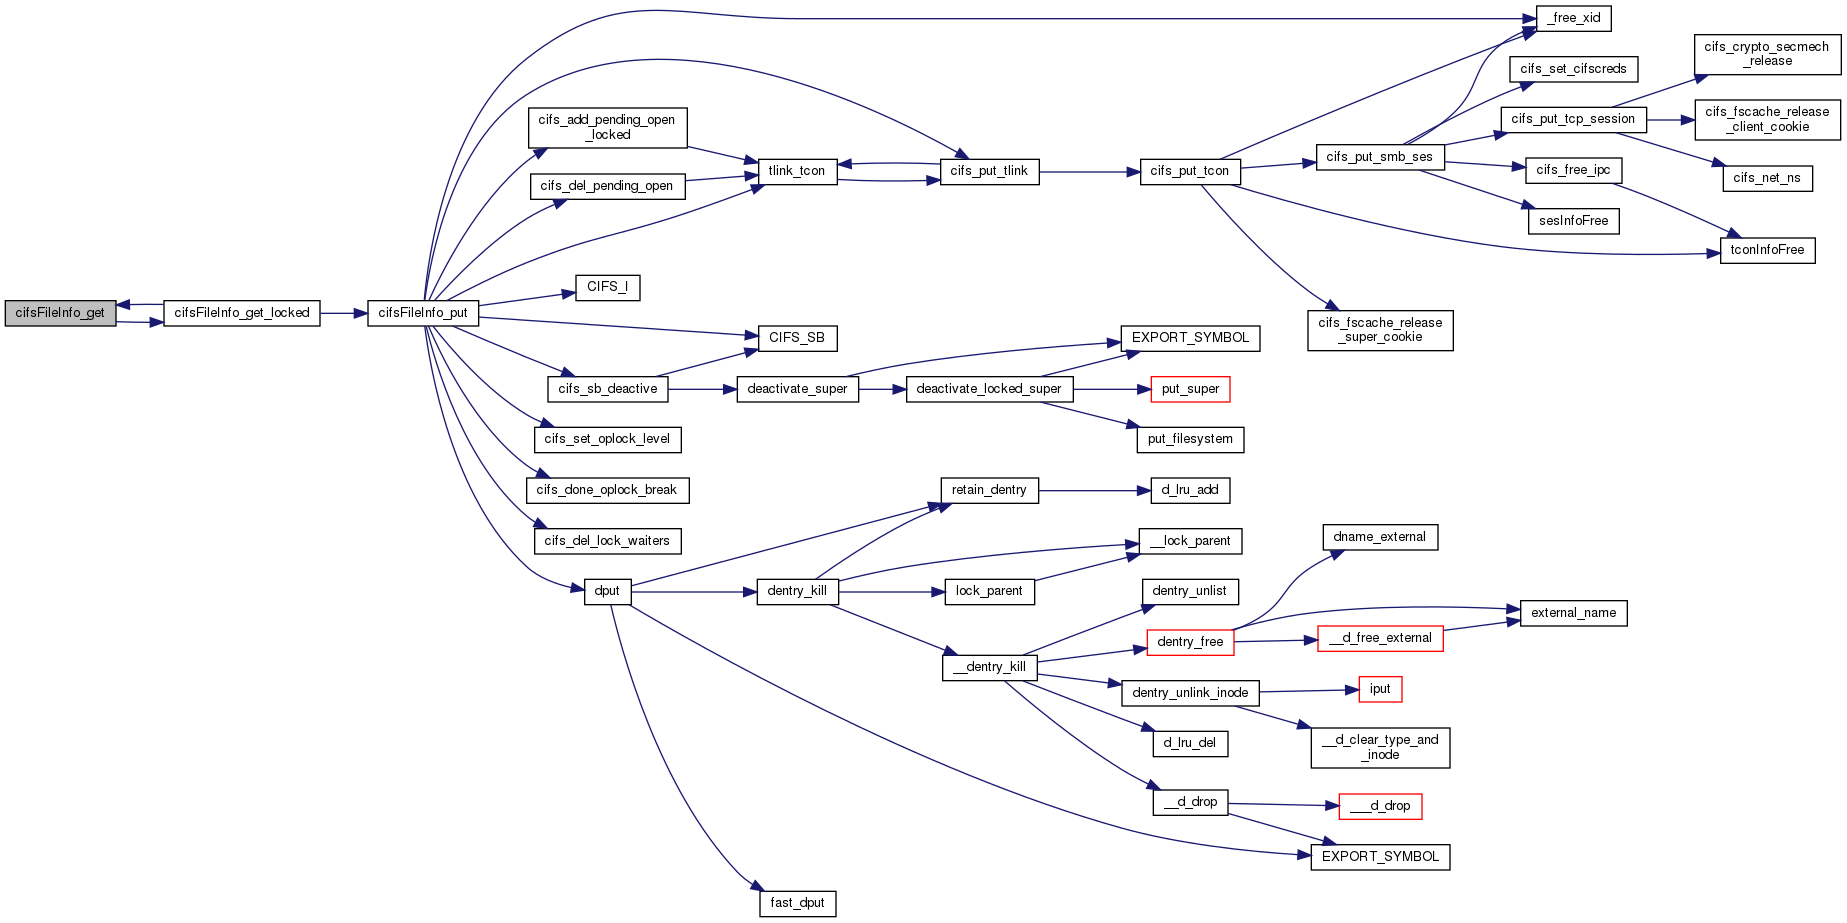 _free_xid
cifs_crypto_secmech
_release
cifs_set_cifscreds
cifs_add_pending_open
_locked
cifs_put_tcp_session
cifs_fscache_release
_client_cookie
tlink_tcon
cifs_put_tlink
cifs_put_tcon
cifs_put_smb_ses
cifs_free_ipc
cifs_net_ns
cifs_del_pending_open
sesInfoFree
tconInfoFree
CIFS_I
cifsFileInfo_get
cifsFileInfo_get_locked
cifsFileInfo_put
cifs_fscache_release
_super_cookie
CIFS_SB
EXPORT_SYMBOL
cifs_sb_deactive
deactivate_super
deactivate_locked_super
put_super
cifs_set_oplock_level
put_filesystem
cifs_done_oplock_break
retain_dentry
d_lru_add
cifs_del_lock_waiters
__lock_parent
dname_external
dput
dentry_kill
lock_parent
dentry_unlist
external_name
dentry_free
__d_free_external
__dentry_kill
dentry_unlink_inode
iput
d_lru_del
__d_clear_type_and
_inode
__d_drop
___d_drop
EXPORT_SYMBOL
fast_dput